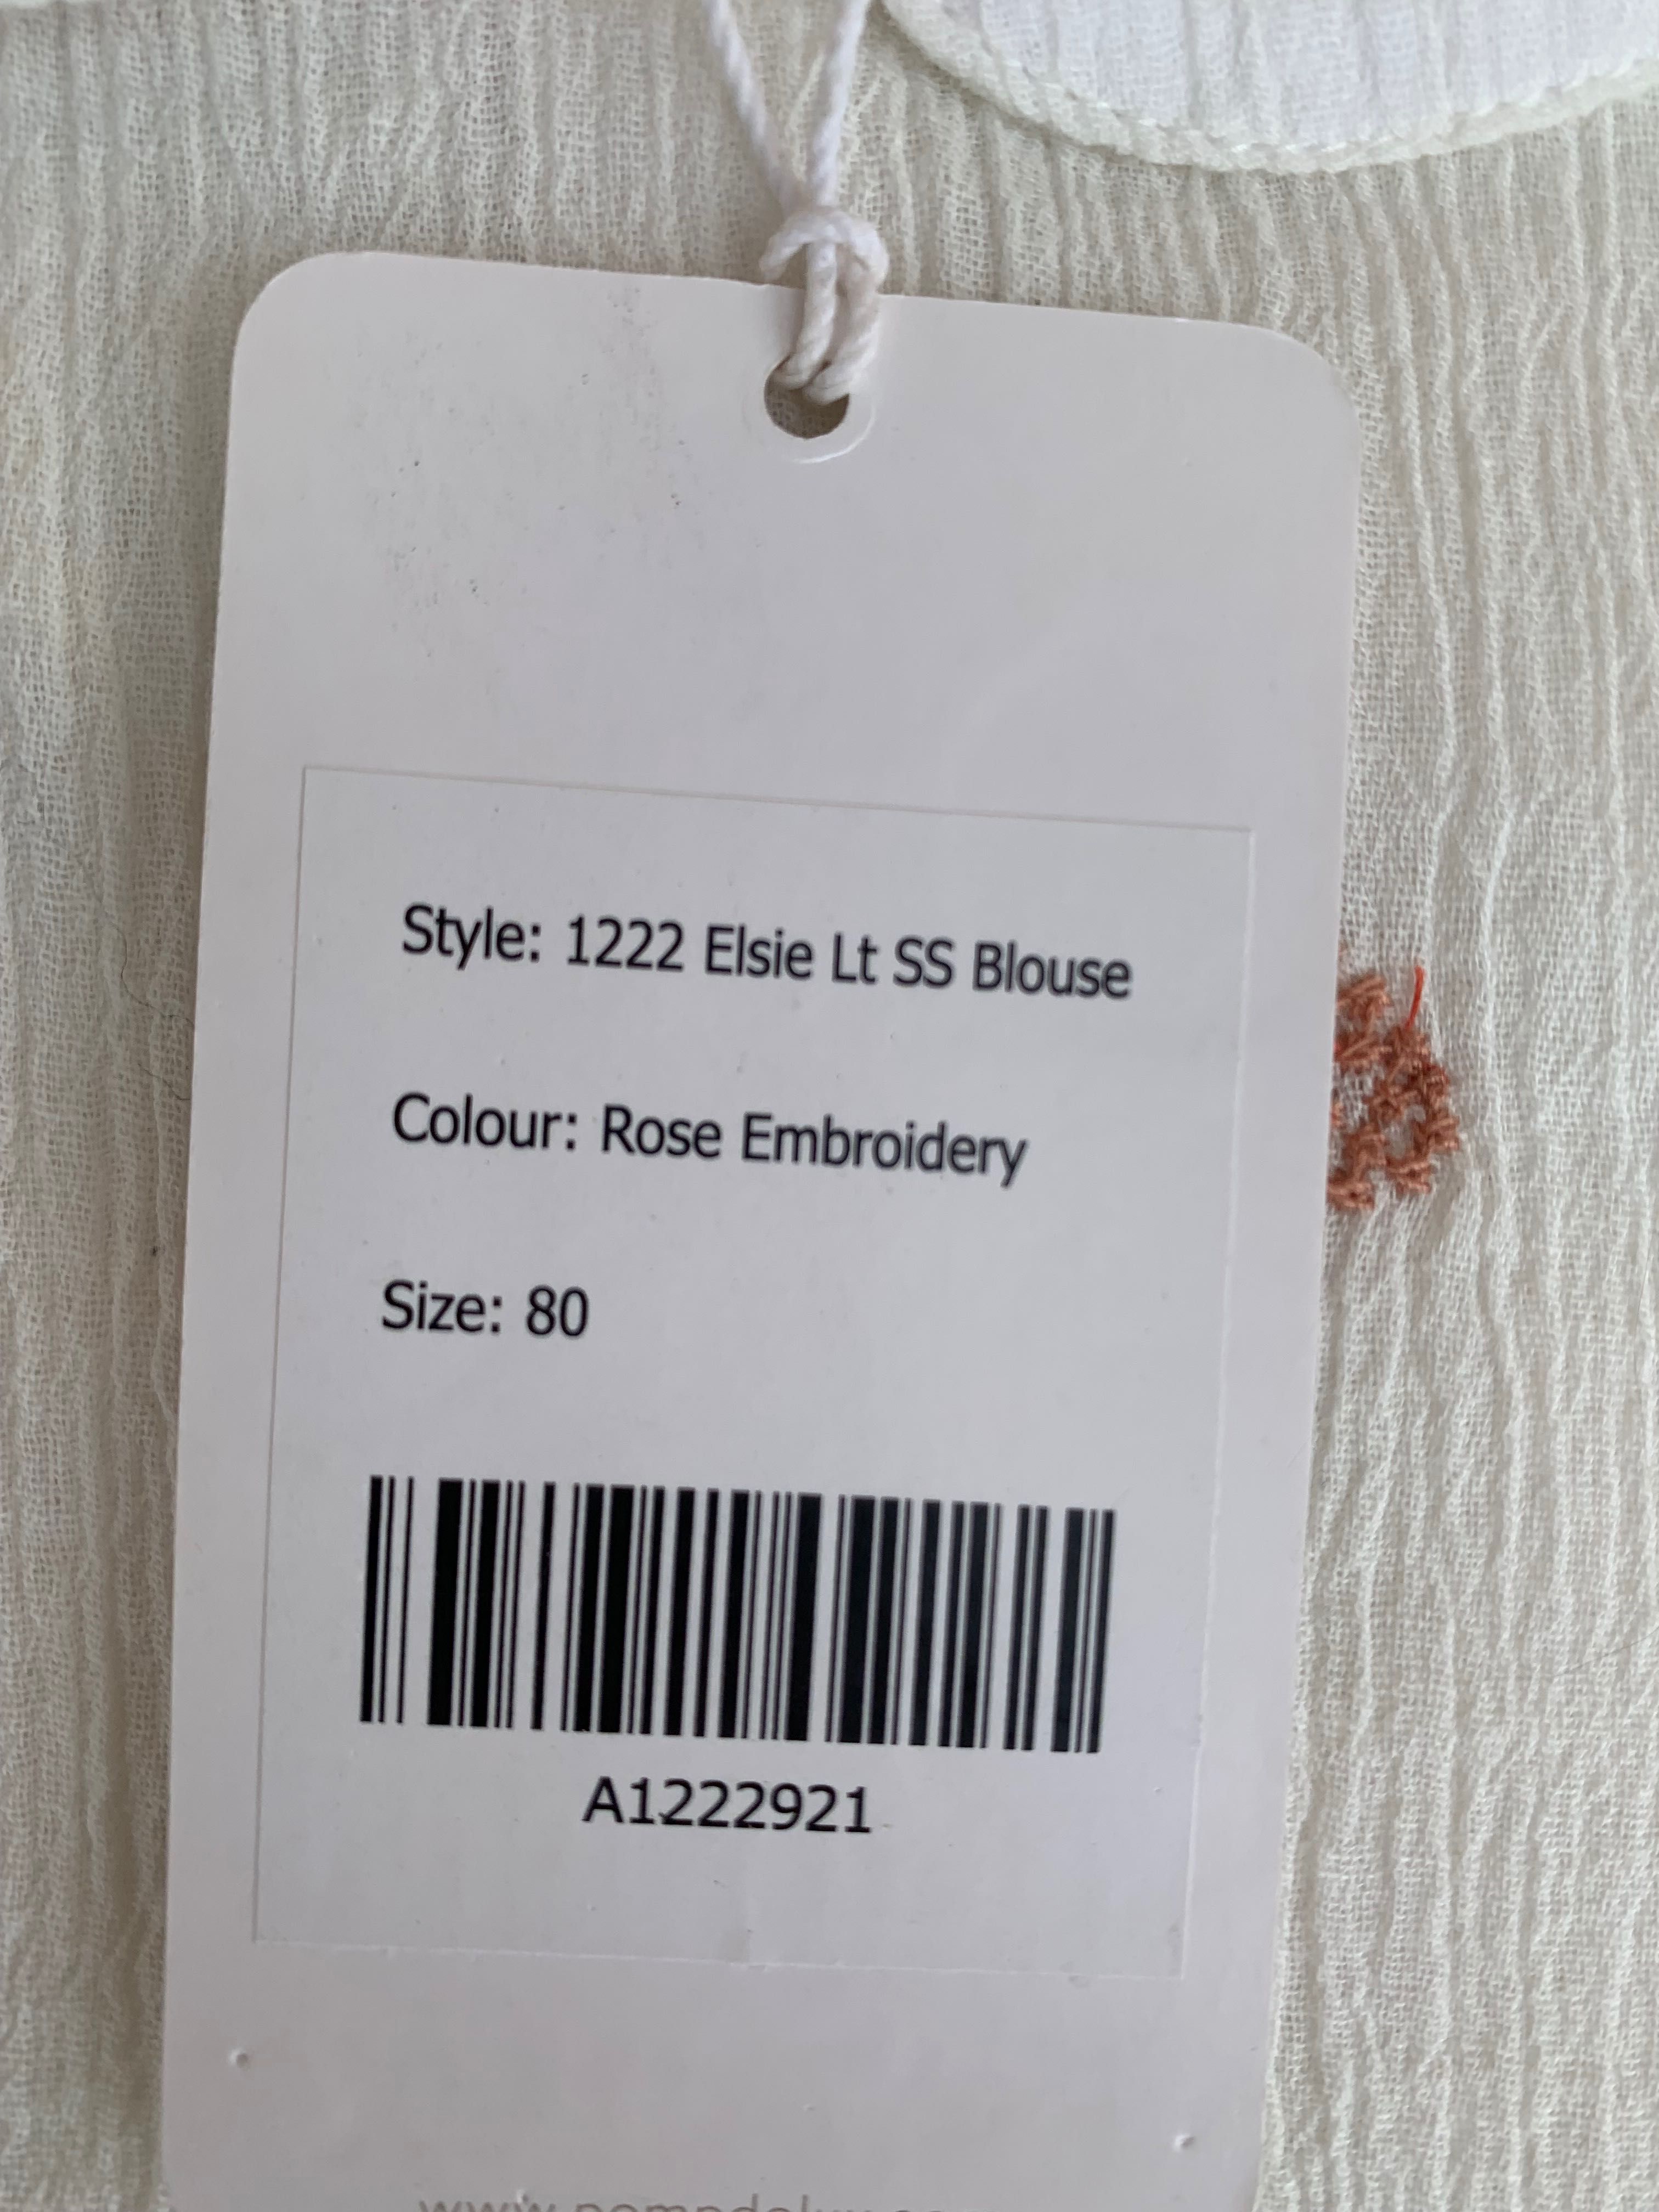 Style: 1222 Elsie Lt SS Blouse
Colour: Rose Embroidery
Size: 80
A1222921